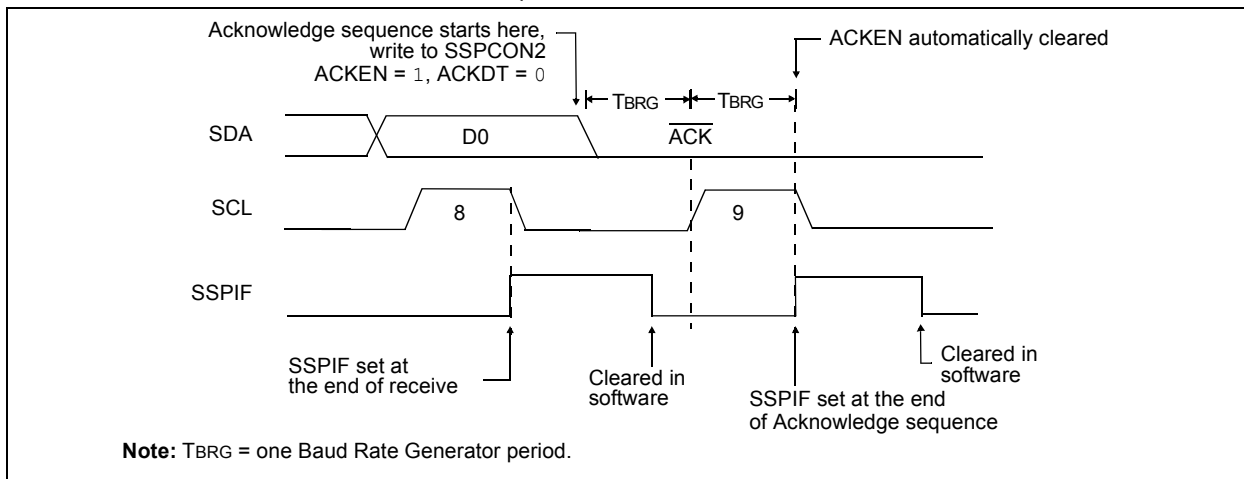 Acknowledge sequence starts here,
write to SSPCON2
ACKEN = 1, ACKDT = 0
ACKEN automatically cleared
TBRG
TBRG
SDA
D0
ACK
SCL
8
9
SSPIF
SSPIF set at
the end of receive
Cleared in
software
SSPIF set at the end
of Acknowledge sequence
Cleared in
software
Note: TBRG = one Baud Rate Generator period.